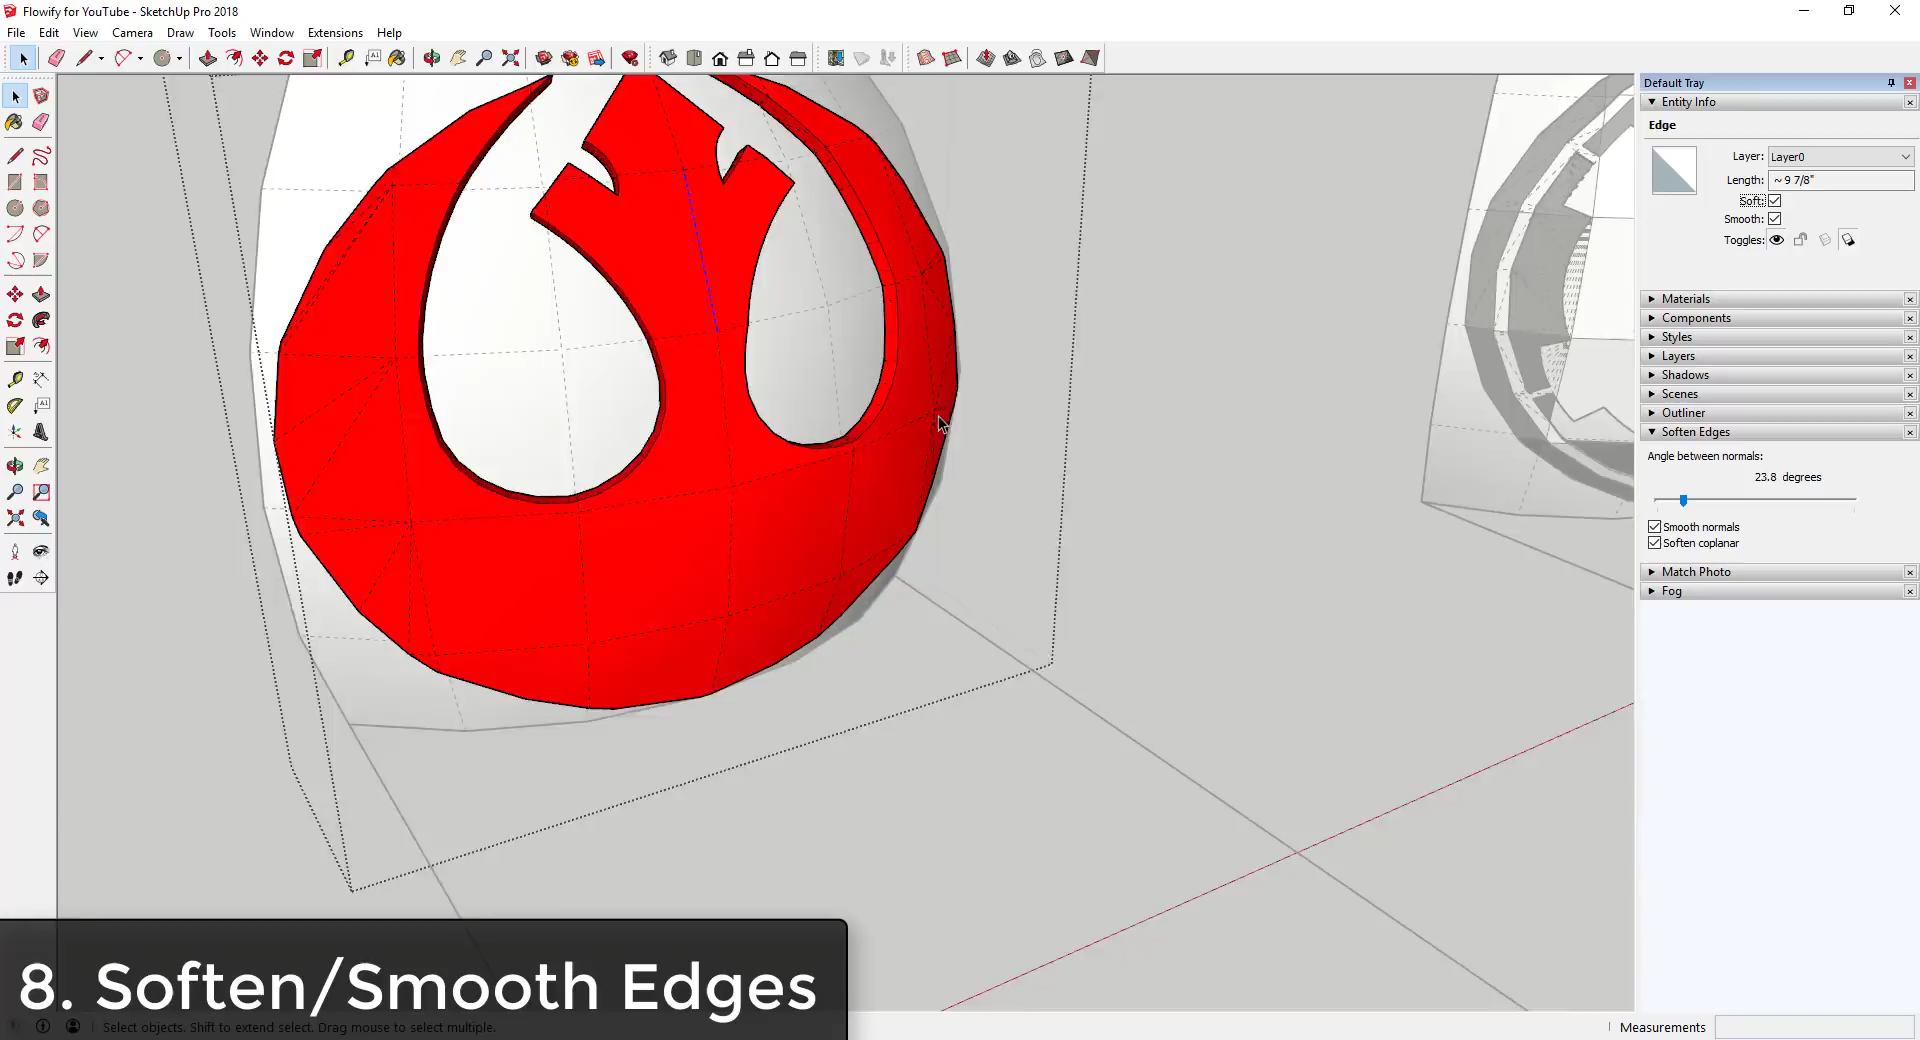 Flowify for YouTube - SketchUp Pro 2018
File Edit View Camera Draw Tools Window Extensions Help
Default Tray
Entity Info
Edge
Layer: Layer0
Length: ~ 9 7/8"
Soft:
Smooth:
Toggles:
Materials
Components
Styles
Layers
Shadows
Scenes
Outliner
Soften Edges
Angle between normals:
23.8 degrees
Smooth normals
Soften coplanar
Match Photo
Fog
8. Soften/Smooth Edges
Select objects. Shift to extend select. Drag mouse to select multiple.
Measurements